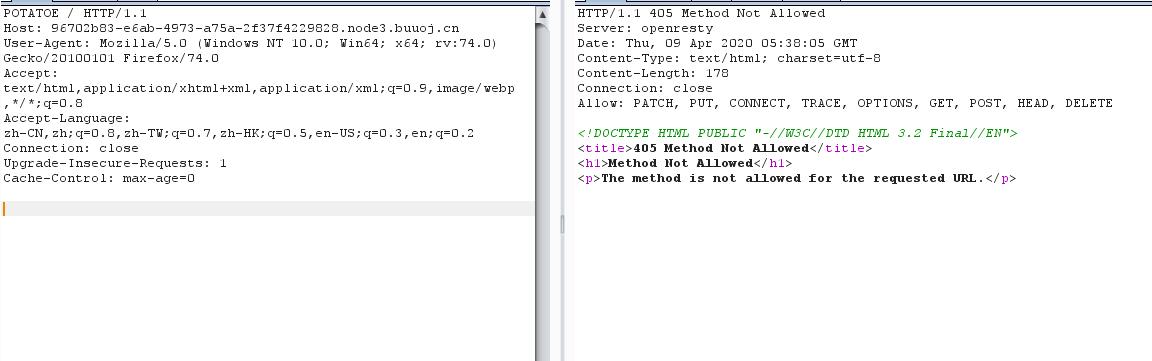 POTATOE / HTTP/1.1
Host: 96702b83-e6ab-4973-a75a-2f37f4229828.node3.buuoj.cn
User-Agent: Mozilla/5.0 (Windows NT 10.0; Win64; x64; rv:74.0)
Gecko/20100101 Firefox/74.0
Accept:
text/html,application/xhtml+xml,application/xml;q=0.9,image/webp
,*/*;q=0.8
Accept-Language:
zh-CN,zh;q=0.8,zh-TW;q=0.7,zh-HK;q=0.5,en-US;q=0.3,en;q=0.2
Connection: close
Upgrade-Insecure-Requests: 1
Cache-Control: max-age=0
HTTP/1.1 405 Method Not Allowed
Server: openresty
Date: Thu, 09 Apr 2020 05:38:05 GMT
Content-Type: text/html; charset=utf-8
Content-Length: 178
Connection: close
Allow: PATCH, PUT, CONNECT, TRACE, OPTIONS, GET, POST, HEAD, DELETE
<!DOCTYPE HTML PUBLIC "-//W3C//DTD HTML 3.2 Final//EN">
<title>405 Method Not Allowed</title>
<h1>Method Not Allowed</h1>
<p>The method is not allowed for the requested URL.</p>